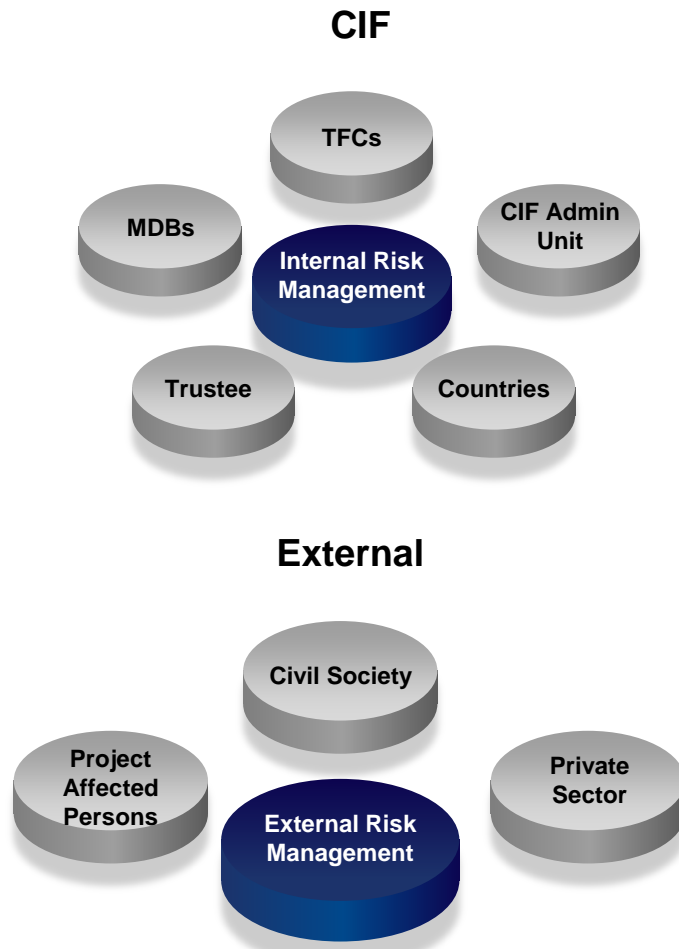 CIF
TFCs
MDBs
CIF Admin
Unit
Internal Risk
Management
Trustee
Countries
External
Civil Society
Project
Affected
Persons
Private
Sector
External Risk
Management